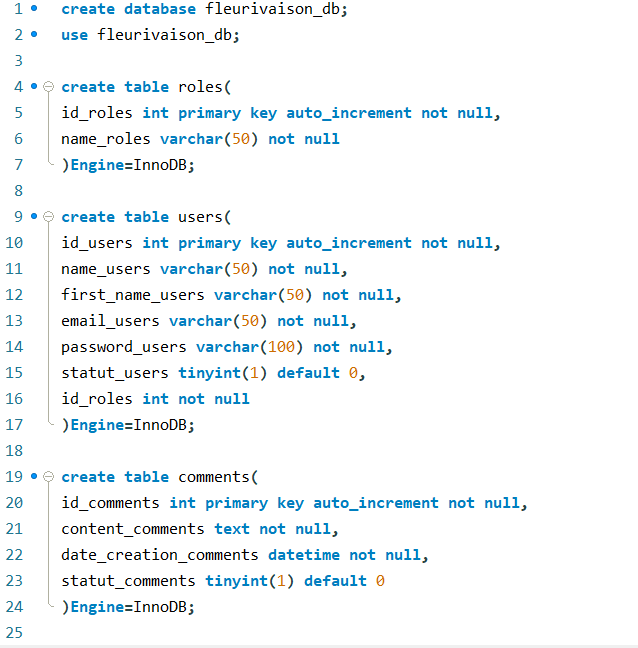 1 create database fleurivaison_db;
2 use fleurivaison_db;
3
4 create table roles(
5 id_roles int primary key auto_increment not null,
6 name_roles varchar(50) not null
7 )Engine=InnoDB;
8
9 create table users(
10 id_users int primary key auto_increment not null,
11 name_users varchar(50) not null,
12 first_name_users varchar(50) not null,
13 email_users varchar(50) not null,
14 password_users varchar(100) not null,
15 statut_users tinyint(1) default 0,
16 id_roles int not null
17 )Engine=InnoDB;
18
19 create table comments(
20 id_comments int primary key auto_increment not null,
21 content_comments text not null,
22 date_creation_comments datetime not null,
23 statut_comments tinyint(1) default 0
24 )Engine=InnoDB;
25